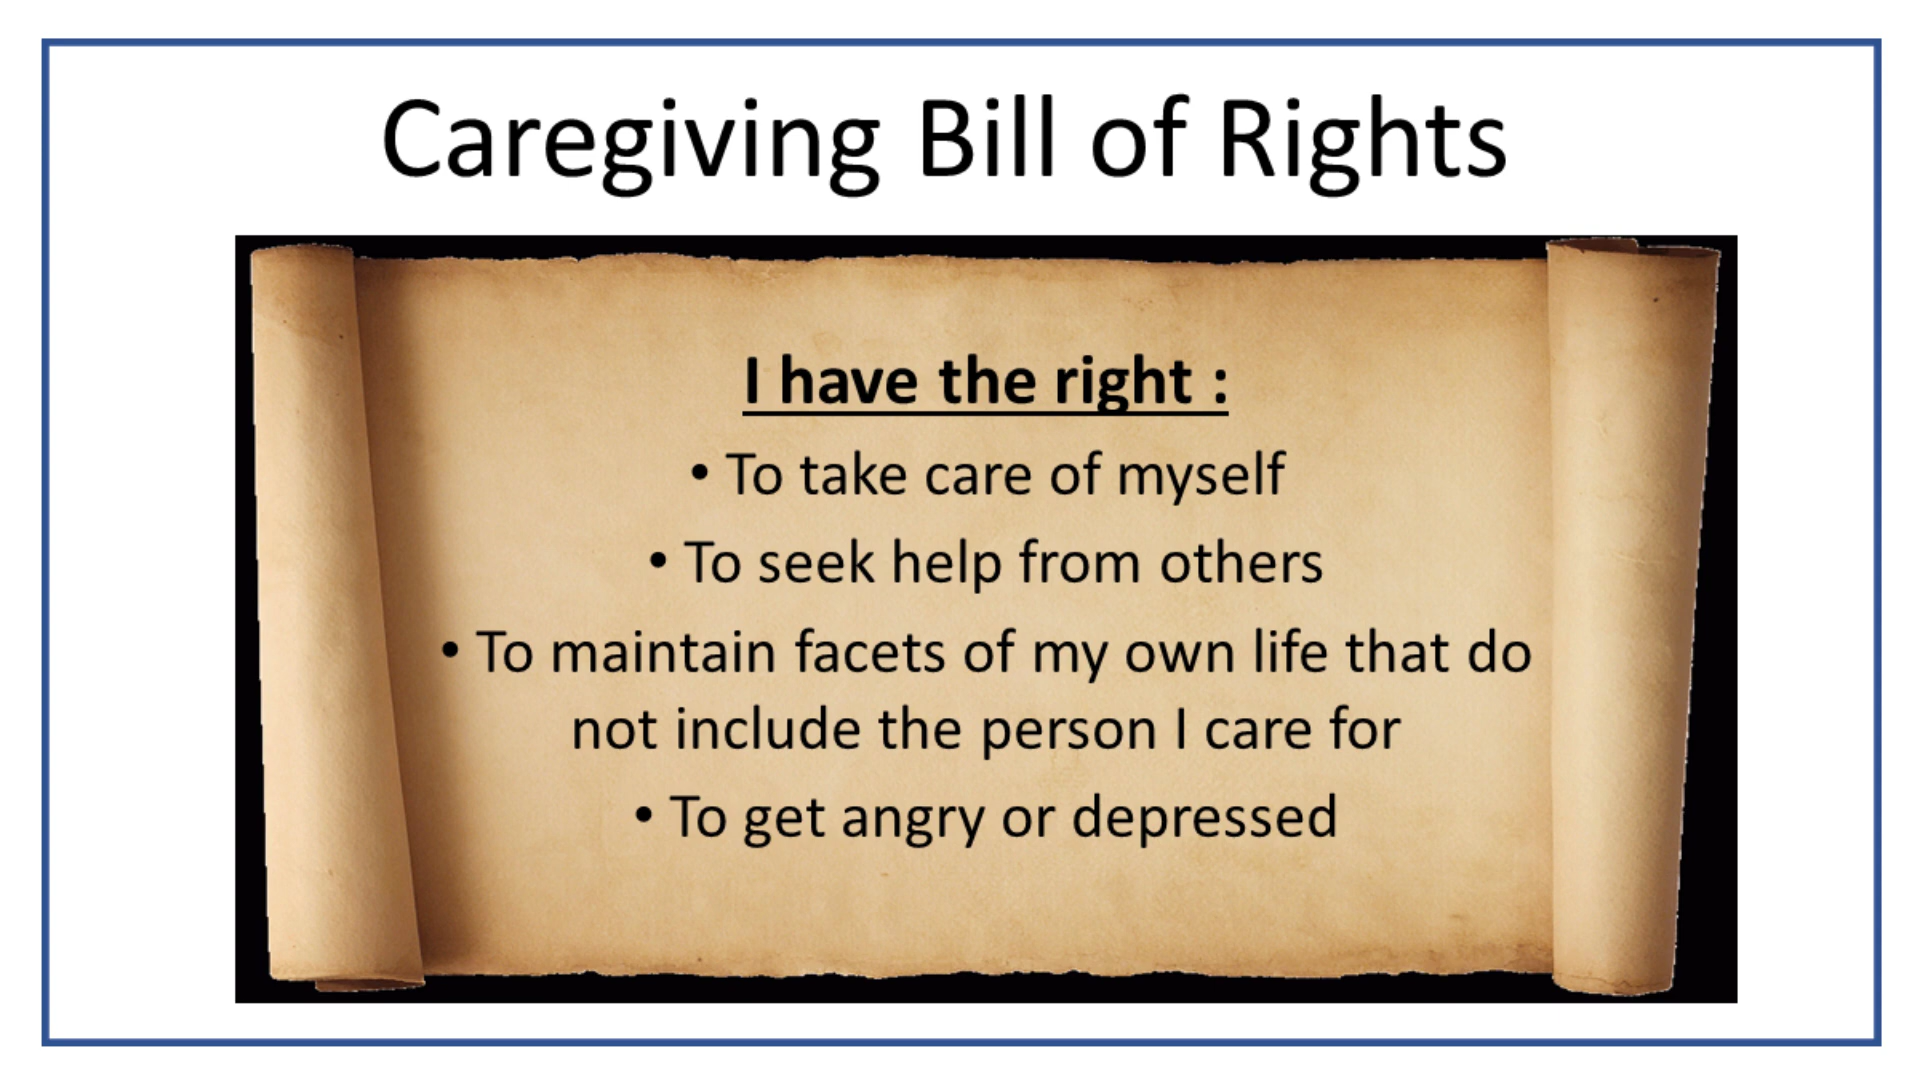 Caregiving Bill of Rights
I have the right :
• To take care of myself
• To seek help from others
• To maintain facets of my own life that do
not include the person I care for
• To get angry or depressed